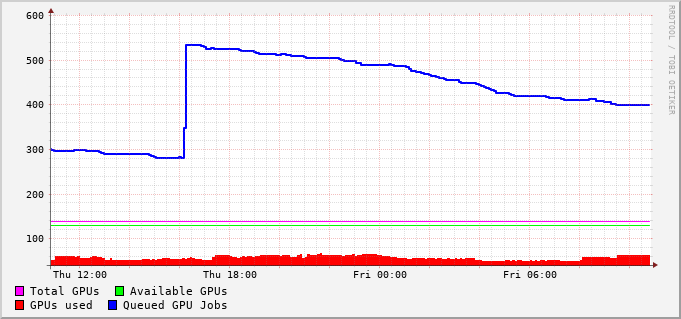 600
500
400
300
200
100
Thu 12:00 Thu 18:00 Fri 00:00 Fri 06:00
Total GPUs Available GPUs
GPUs used Queued GPU Jobs
RRDTOOL / TOBI OETIKER